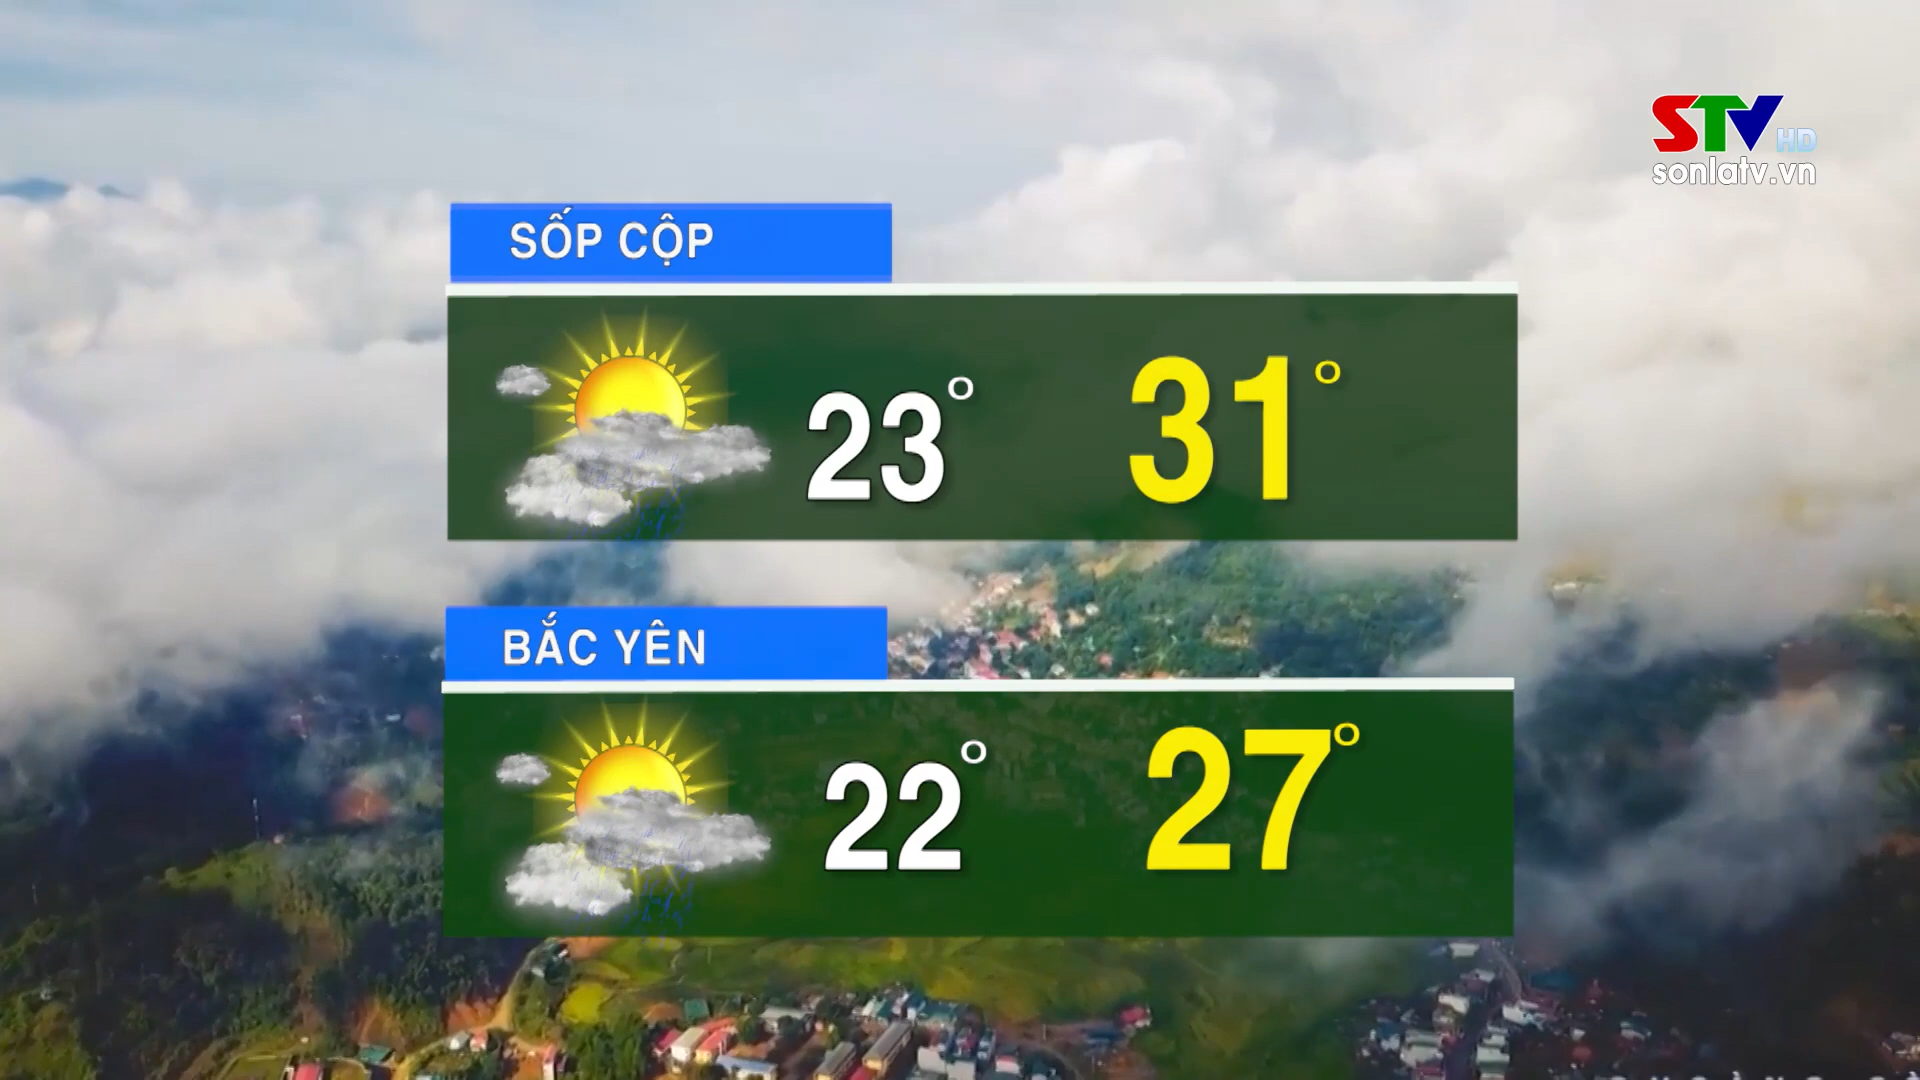 STV HD
sonlatv.vn
SỐP CỘP
23° 31°
BẮC YÊN
22° 27°